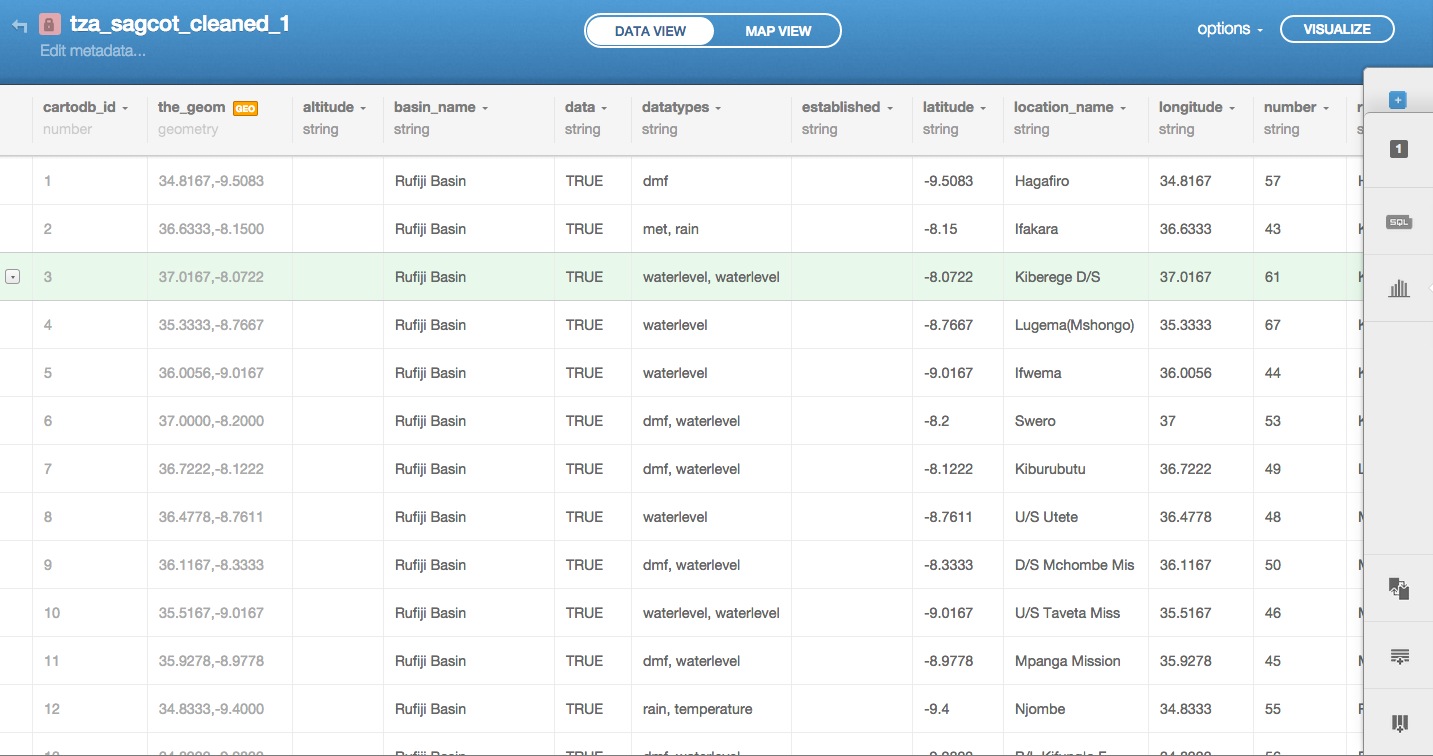 tza_sagcot_cleaned_1
Edit metadata...
DATA VIEW MAP VIEW
options VISUALIZE
cartodb_id the_geom GEO altitude basin_name data datatypes established latitude location_name longitude number
number geometry string string string string string string string string string
1
SQL
1 34.8167,-9.5083 Rufiji Basin TRUE dmf -9.5083 Hagafiro 34.8167 57
2 36.6333,-8.1500 Rufiji Basin TRUE met, rain -8.15 Ifakara 36.6333 43
3 37.0167,-8.0722 Rufiji Basin TRUE waterlevel, waterlevel -8.0722 Kiberege D/S 37.0167 61
4 35.3333,-8.7667 Rufiji Basin TRUE waterlevel -8.7667 Lugema(Mshongo) 35.3333 67
5 36.0056,-9.0167 Rufiji Basin TRUE waterlevel -9.0167 Ifwema 36.0056 44
6 37.0000,-8.2000 Rufiji Basin TRUE dmf, waterlevel -8.2 Swero 37 53
7 36.7222,-8.1222 Rufiji Basin TRUE dmf, waterlevel -8.1222 Kiburubutu 36.7222 49
8 36.4778,-8.7611 Rufiji Basin TRUE waterlevel -8.7611 U/S Utete 36.4778 48
9 36.1167,-8.3333 Rufiji Basin TRUE dmf, waterlevel -8.3333 D/S Mchombe Mis 36.1167 50
10 35.5167,-9.0167 Rufiji Basin TRUE waterlevel, waterlevel -9.0167 U/S Taveta Miss 35.5167 46
11 35.9278,-8.9778 Rufiji Basin TRUE dmf, waterlevel -8.9778 Mpanga Mission 35.9278 45
12 34.8333,-9.4000 Rufiji Basin TRUE rain, temperature -9.4 Njombe 34.8333 55